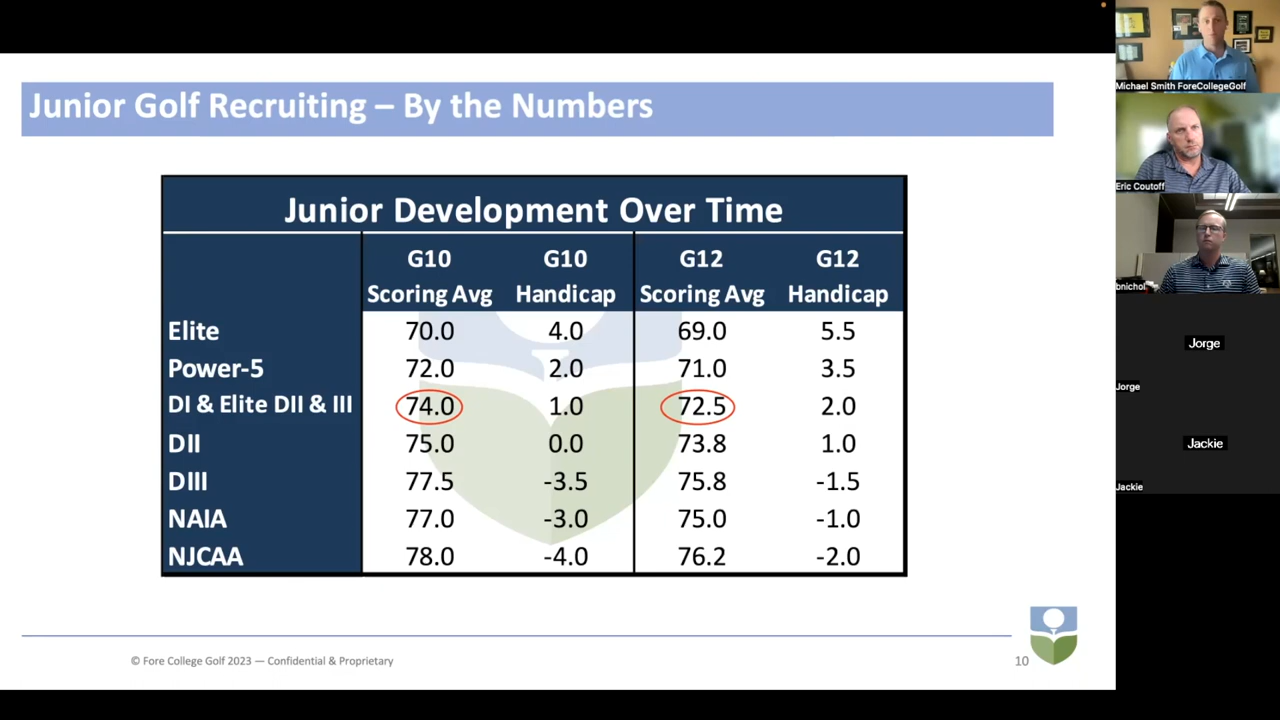 Junior Golf Recruiting – By the Numbers
Junior Development Over Time
G10 G10 G12 G12
Scoring Avg Handicap Scoring Avg Handicap
Elite 70.0 4.0 69.0 5.5
Power-5 72.0 2.0 71.0 3.5
DI & Elite DII & III 74.0 1.0 72.5 2.0
DII 75.0 0.0 73.8 1.0
DIII 77.5 -3.5 75.8 -1.5
NAIA 77.0 -3.0 75.0 -1.0
NJCAA 78.0 -4.0 76.2 -2.0
© Fore College Golf 2023 — Confidential & Proprietary
10
Michael Smith ForeCollegeGolf
Eric Coutoff
bnichol
Jorge
Jorge
Jackie
Jackie